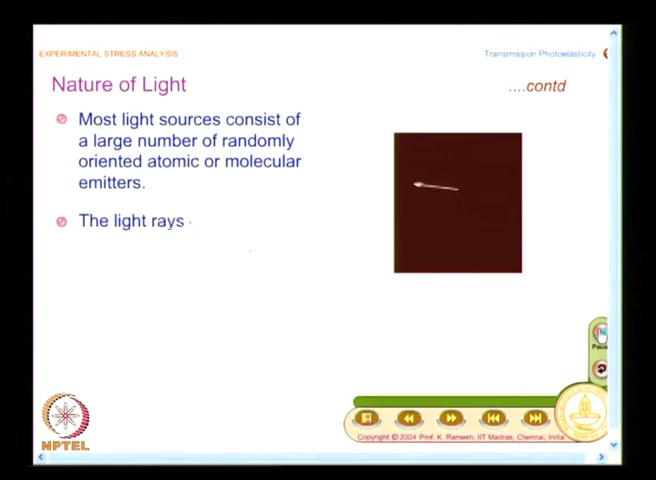 EXPERIMENTAL STRESS ANALYSIS
Transmission Photoelasticity
Nature of Light
....contd
Most light sources consist of
a large number of randomly
oriented atomic or molecular
emitters.
The light rays
Copyright © 2004 Prof. K. Ramesh, IIT Madras, Chennai, India
NPTEL